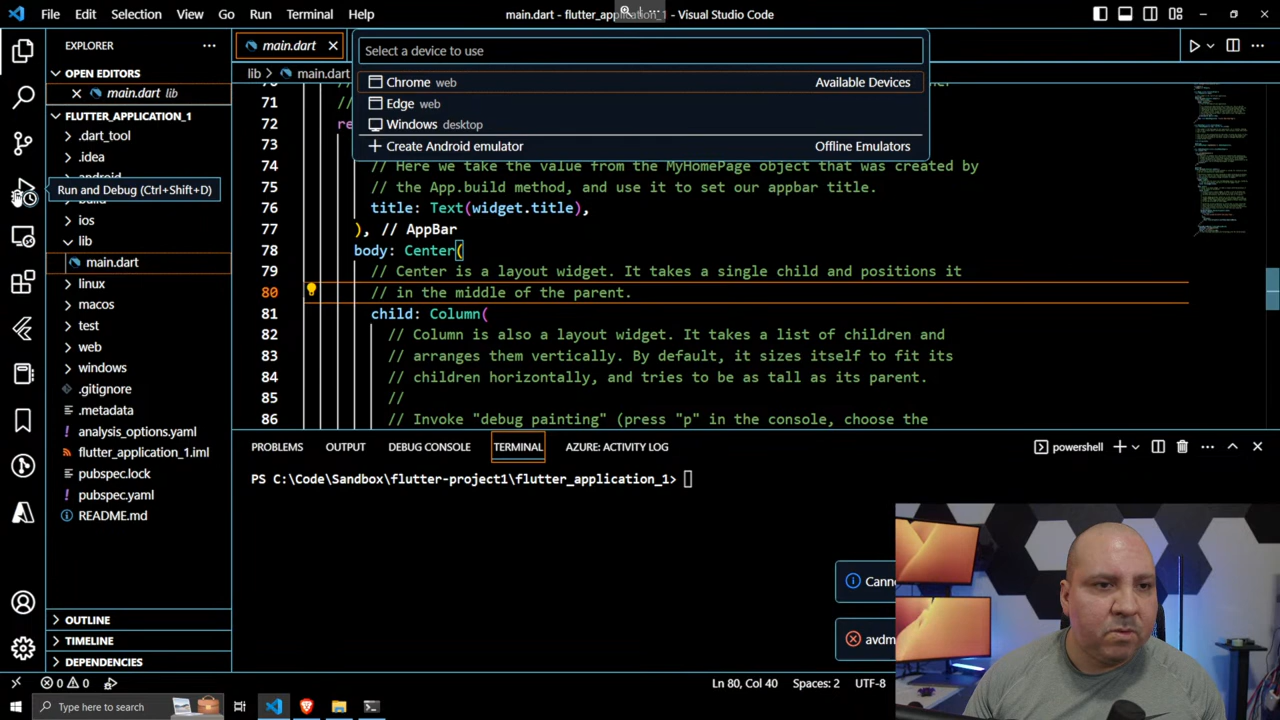 File Edit Selection View Go Run Terminal Help
main.dart - flutter_application_1 - Visual Studio Code
EXPLORER
OPEN EDITORS
main.dart lib
FLUTTER_APPLICATION_1
.dart_tool
.idea
android
Run and Debug (Ctrl+Shift+D)
build
ios
lib
main.dart
linux
macos
test
web
windows
.gitignore
.metadata
analysis_options.yaml
flutter_application_1.iml
pubspec.lock
pubspec.yaml
README.md
OUTLINE
TIMELINE
DEPENDENCIES
main.dart
lib > main.dart
Select a device to use
Chrome web Available Devices
Edge web
Windows desktop
Create Android emulator Offline Emulators
71 //
72 re
73
74 // Here we take the value from the MyHomePage object that was created by
75 // the App.build method, and use it to set our appbar title.
76 title: Text(widget.title),
77 ), // AppBar
78 body: Center(
79 // Center is a layout widget. It takes a single child and positions it
80 // in the middle of the parent.
81 child: Column(
82 // Column is also a layout widget. It takes a list of children and
83 // arranges them vertically. By default, it sizes itself to fit its
84 // children horizontally, and tries to be as tall as its parent.
85 //
86 // Invoke "debug painting" (press "p" in the console, choose the
PROBLEMS OUTPUT DEBUG CONSOLE TERMINAL AZURE: ACTIVITY LOG
powershell
PS C:\Code\Sandbox\flutter-project1\flutter_application_1>
Canno
avdm
0 0
Ln 80, Col 40 Spaces: 2 UTF-8
Type here to search